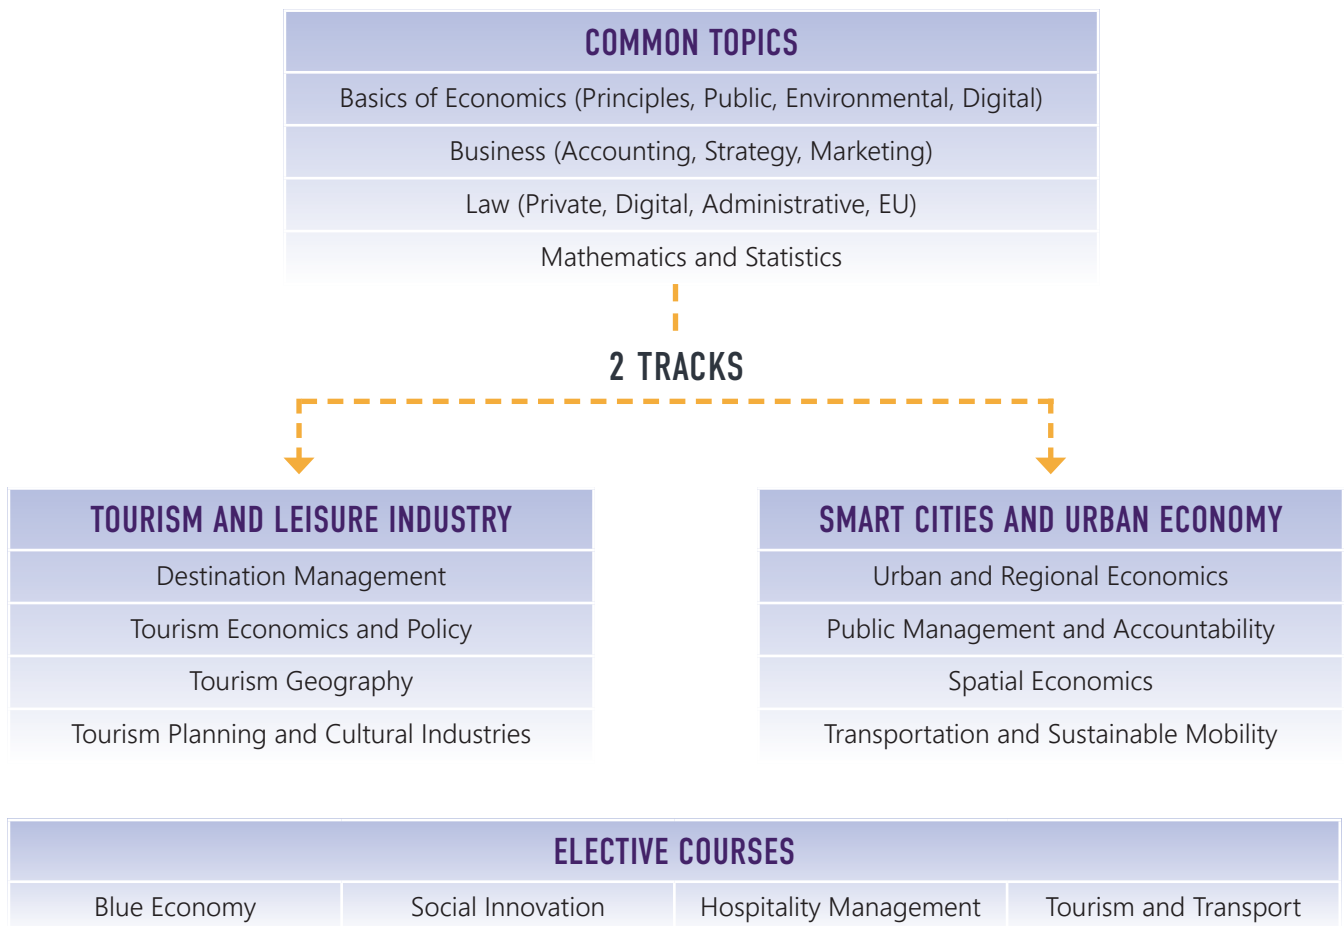 COMMON TOPICS
Basics of Economics (Principles, Public, Environmental, Digital)
Business (Accounting, Strategy, Marketing)
Law (Private, Digital, Administrative, EU)
Mathematics and Statistics
2 TRACKS
TOURISM AND LEISURE INDUSTRY
Destination Management
Tourism Economics and Policy
Tourism Geography
Tourism Planning and Cultural Industries
SMART CITIES AND URBAN ECONOMY
Urban and Regional Economics
Public Management and Accountability
Spatial Economics
Transportation and Sustainable Mobility
ELECTIVE COURSES
Blue Economy
Social Innovation
Hospitality Management
Tourism and Transport